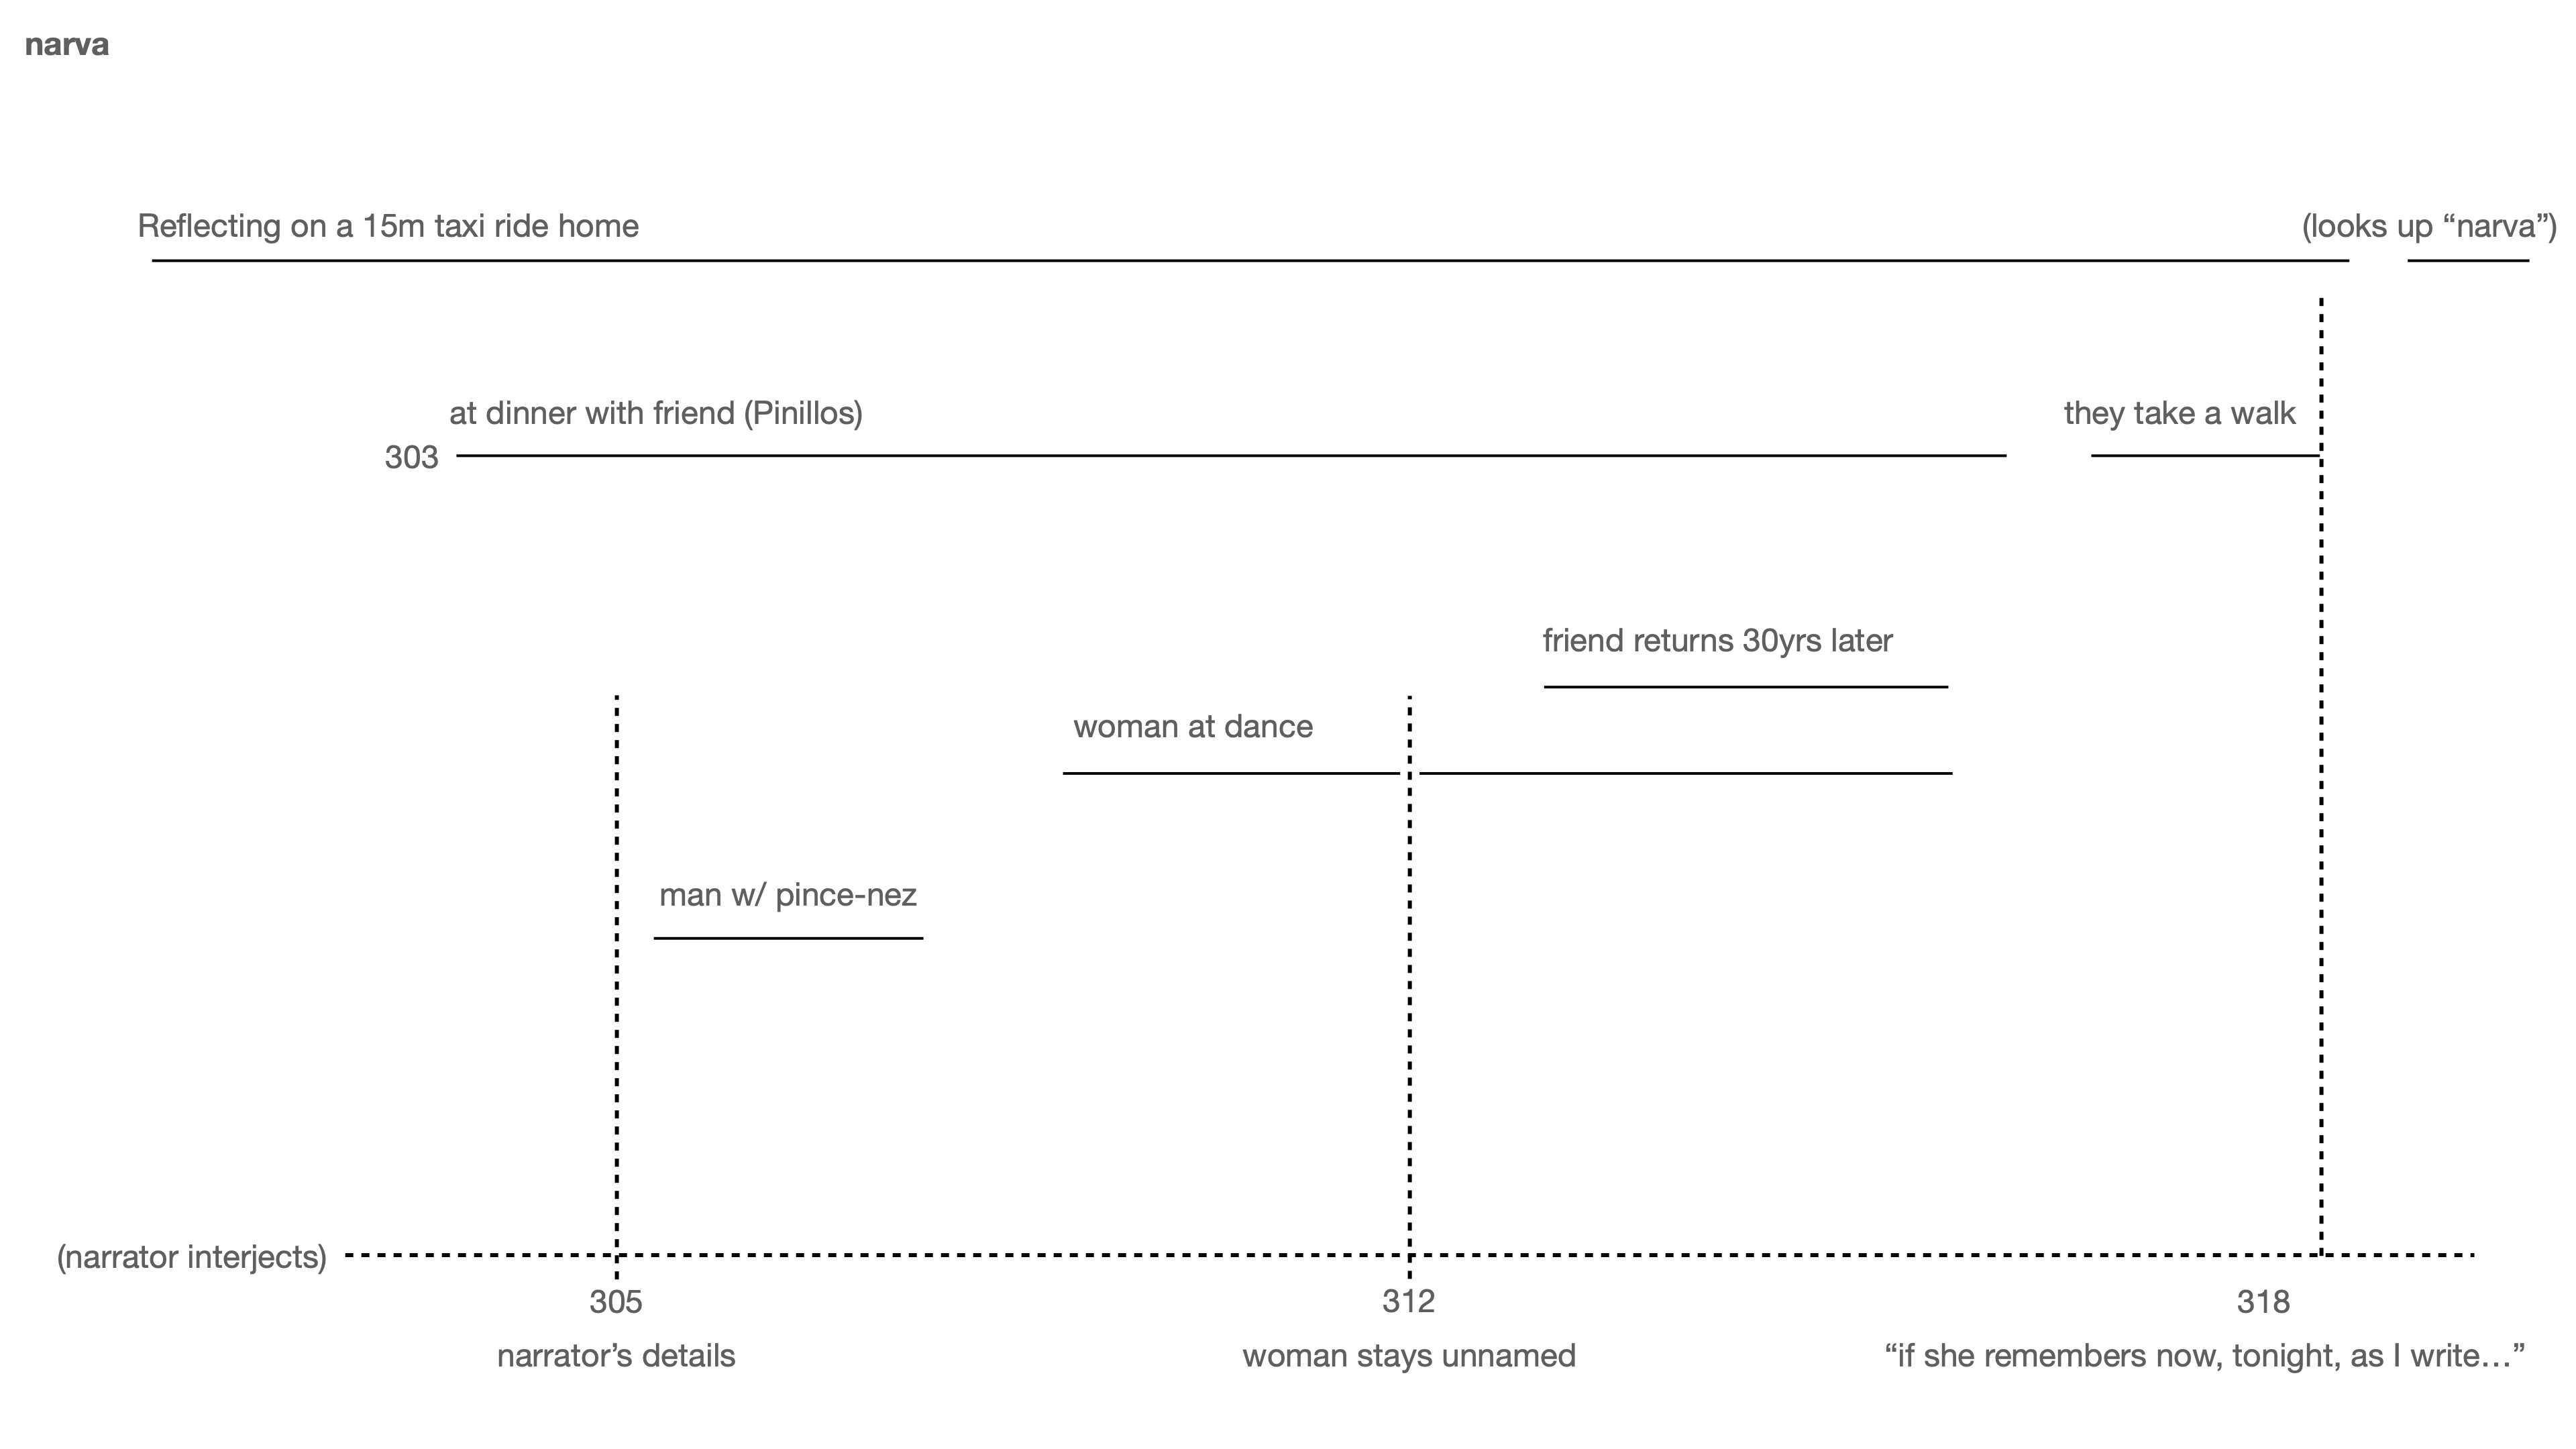 narva
Reflecting on a 15m taxi ride home
(looks up “narva”)
at dinner with friend (Pinillos)
they take a walk
303
friend returns 30yrs later
woman at dance
man w/ pince-nez
(narrator interjects)
305
312
318
narrator’s details
woman stays unnamed
“if she remembers now, tonight, as I write…”